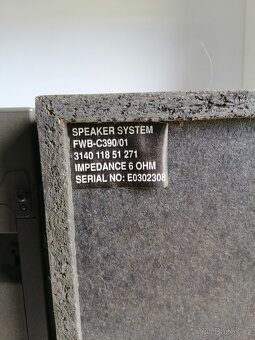 SPEAKER SYSTEM
FWB-C390/01
3140 118 51 271
IMPEDANCE 6 OHM
SERIAL NO: E0302308